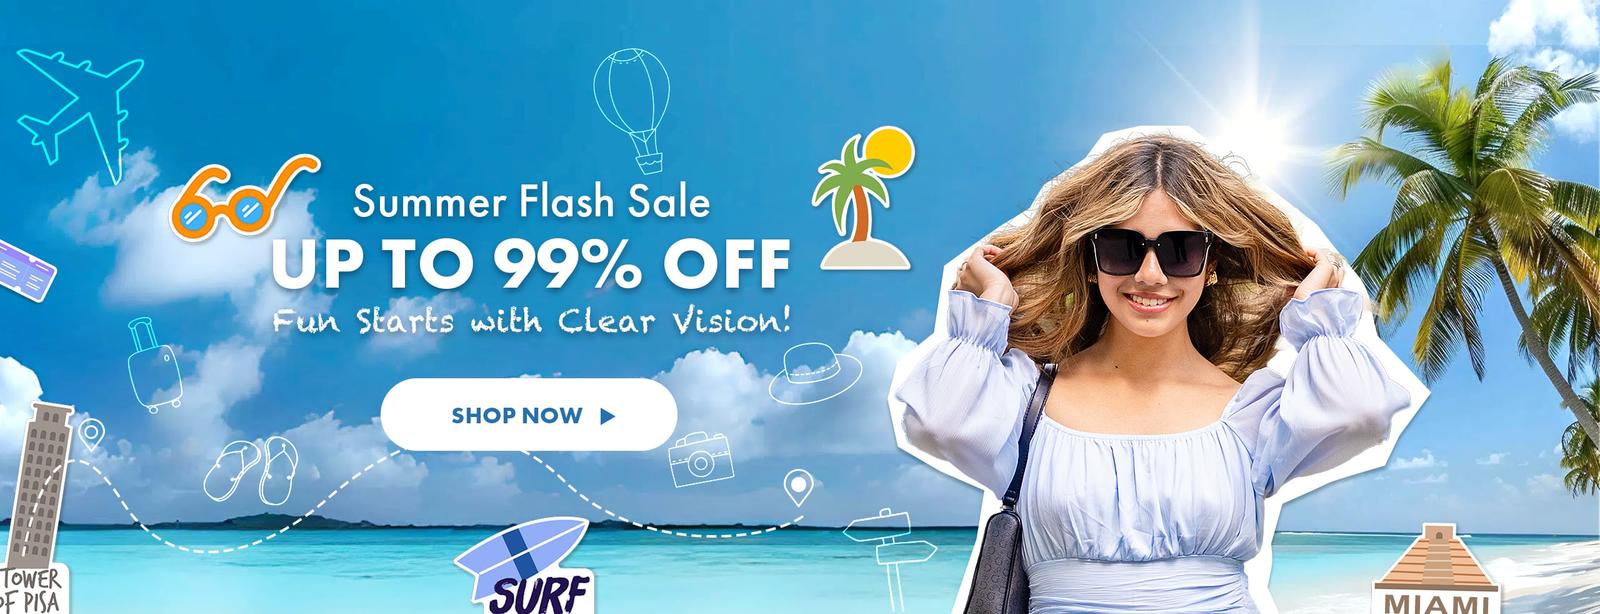 Summer Flash Sale
UP TO 99% OFF
Fun Starts with Clear Vision!
SHOP NOW
TOWER
OF PISA
SURF
MIAMI